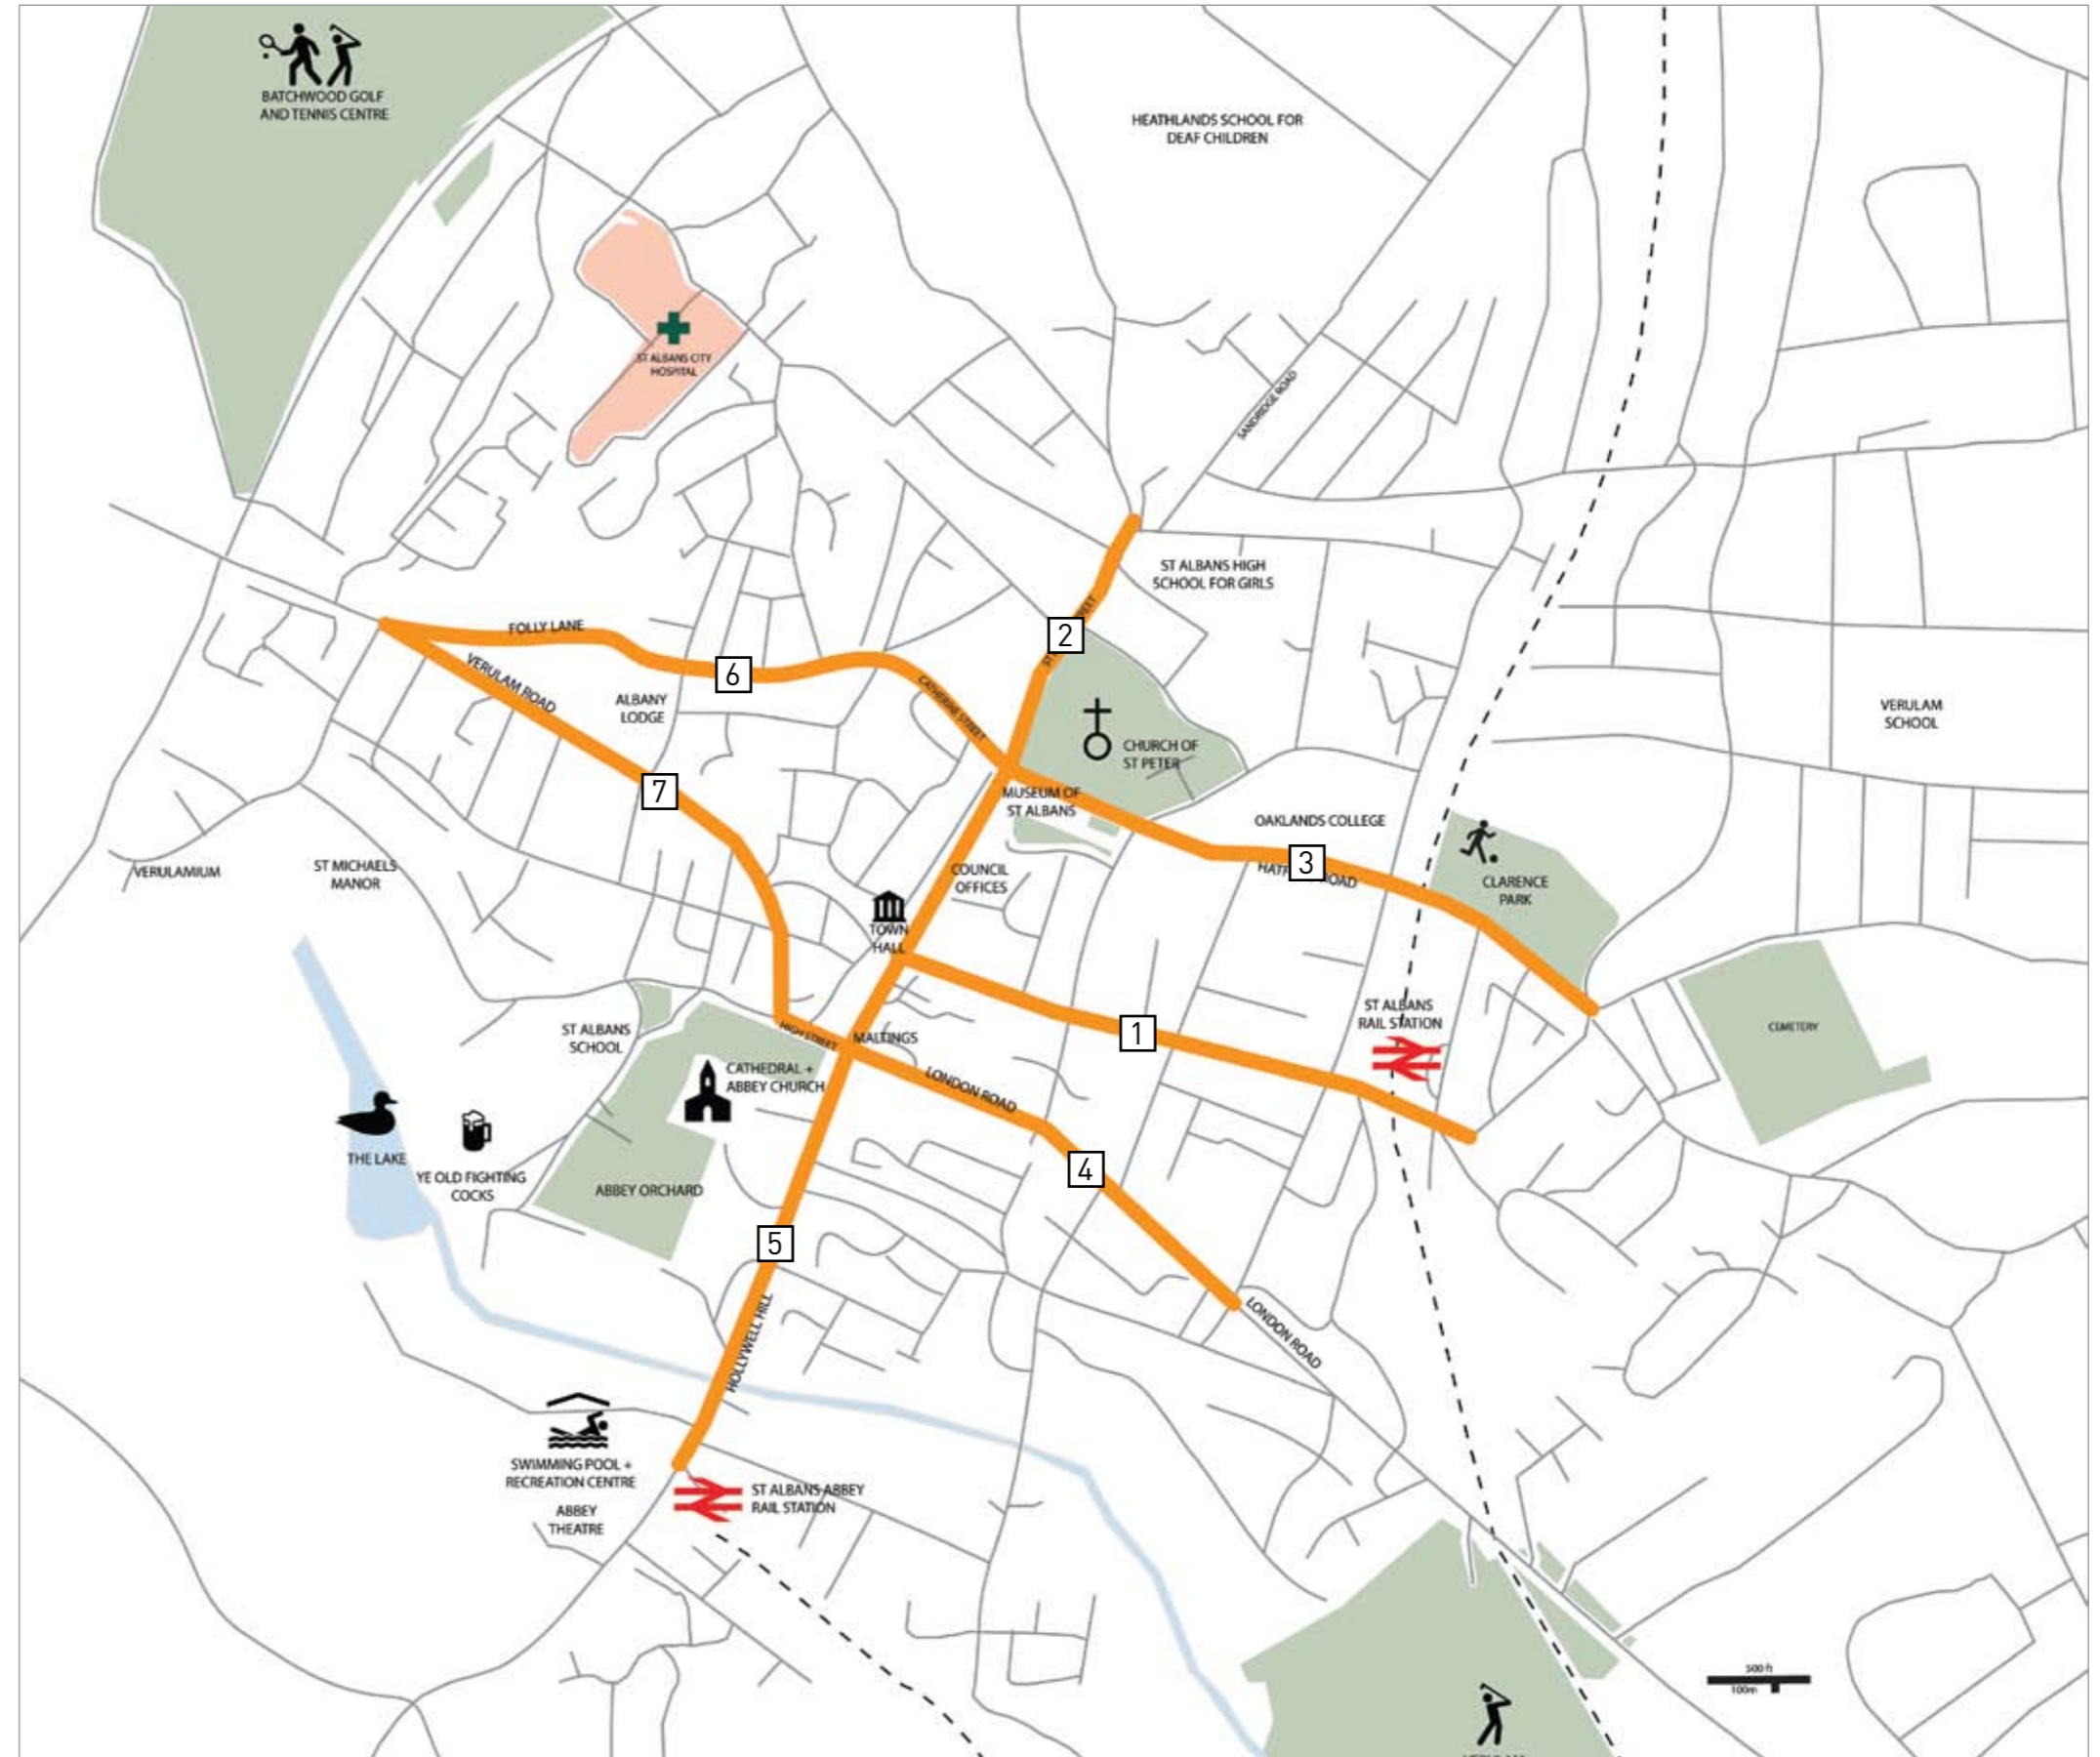 BATCHWOOD GOLF
AND TENNIS CENTRE
HEATHLANDS SCHOOL FOR
DEAF CHILDREN
ST ALBANS CITY
HOSPITAL
SANDRIDGE ROAD
ST ALBANS HIGH
SCHOOL FOR GIRLS
2
FOLLY LANE
6
VERULAM ROAD
CATHERINE STREET
ALBANY
LODGE
VERULAM
SCHOOL
CHURCH OF
ST PETER
7
MUSEUM OF
ST ALBANS
OAKLANDS COLLEGE
3
ROAD
CLARENCE
PARK
VERULAMIUM
ST MICHAELS
MANOR
COUNCIL
OFFICES
TOWN
HALL
ST ALBANS
RAIL STATION
CEMETERY
1
ST ALBANS
SCHOOL
HIGH STREET
MALTINGS
CATHEDRAL +
ABBEY CHURCH
LONDON ROAD
THE LAKE
YE OLD FIGHTING
COCKS
ABBEY ORCHARD
4
5
HOLLYWELL HILL
LONDON ROAD
SWIMMING POOL +
RECREATION CENTRE
ABBEY
THEATRE
ST ALBANS ABBEY
RAIL STATION
500 ft
100m